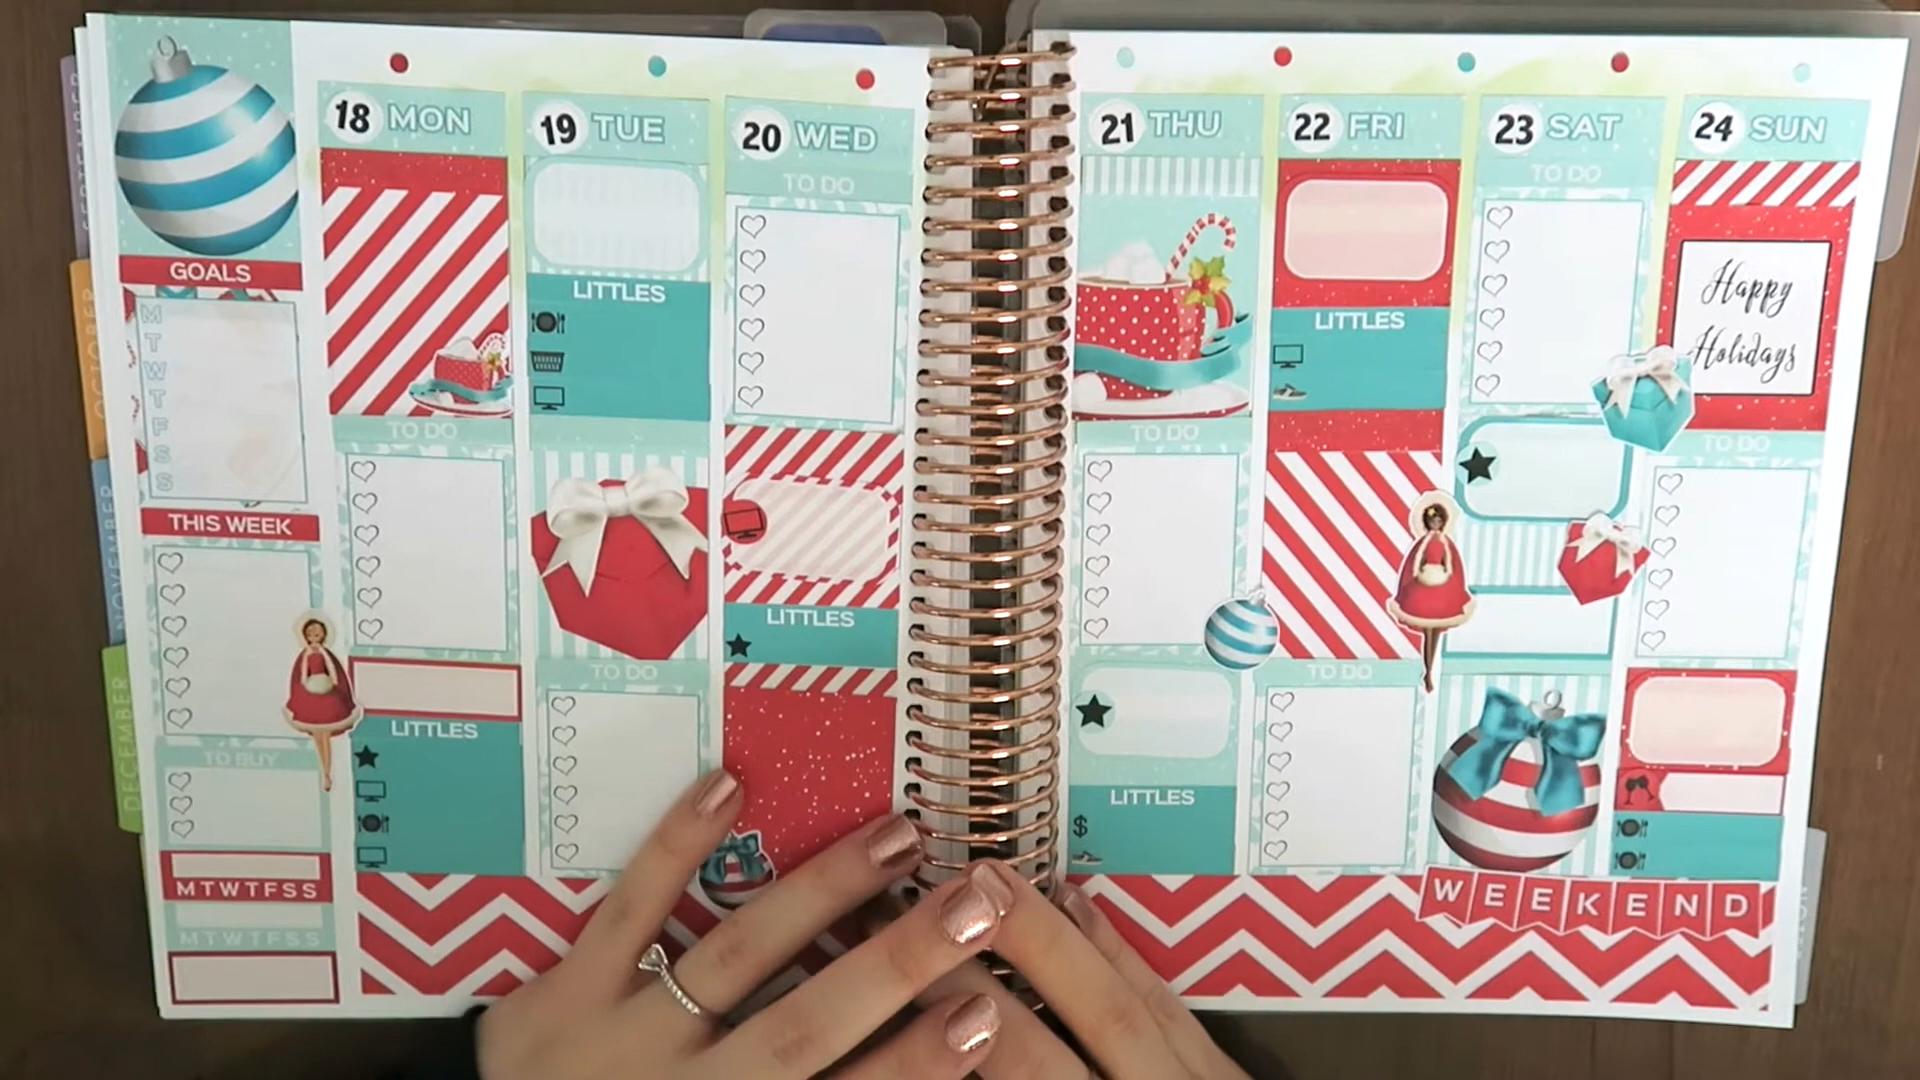 SEPTEMBER
OCTOBER
NOVEMBER
DECEMBER
GOALS
M
T
W
T
F
S
S
THIS WEEK
TO BUY
MTWTFSS
MTWTFSS
18 MON
TO DO
LITTLES
19 TUE
LITTLES
TO DO
20 WED
TO DO
LITTLES
21 THU
TO DO
LITTLES
$
22 FRI
LITTLES
TO DO
23 SAT
TO DO
24 SUN
Happy
Holidays
TO DO
WEEKEND